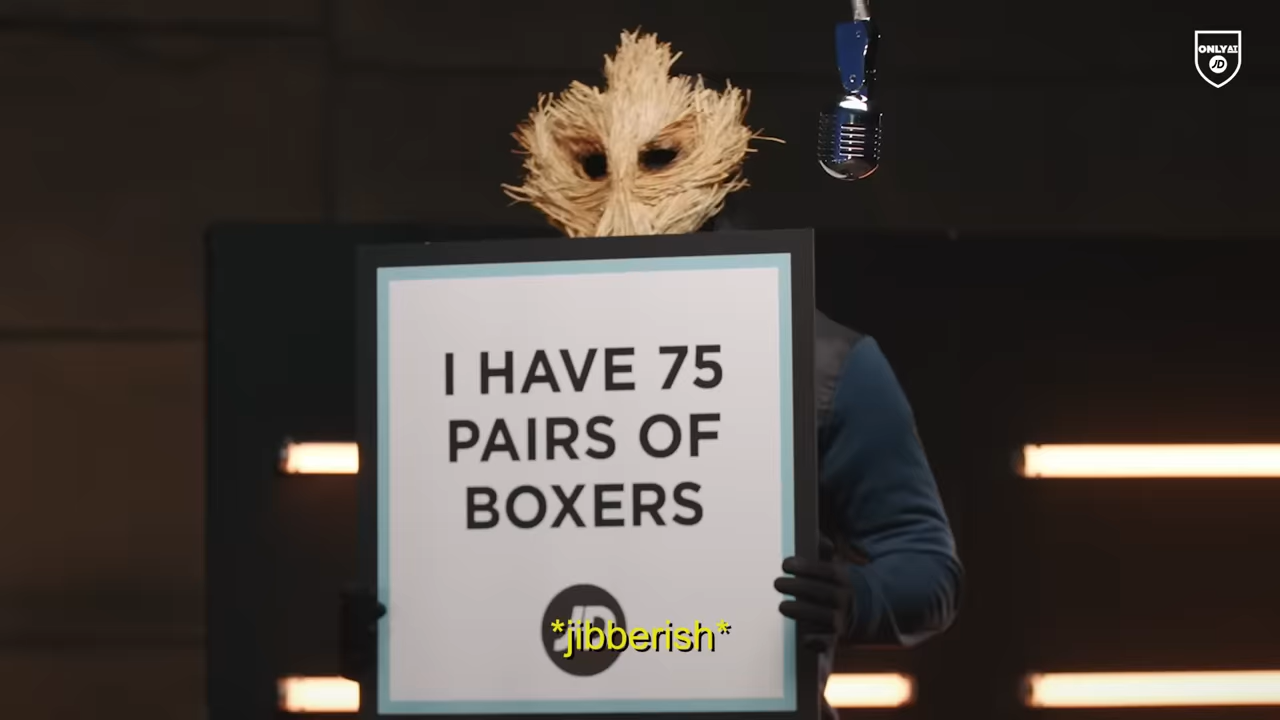 ONLY AT
JD
I HAVE 75
PAIRS OF
BOXERS
JD
*jibberish*